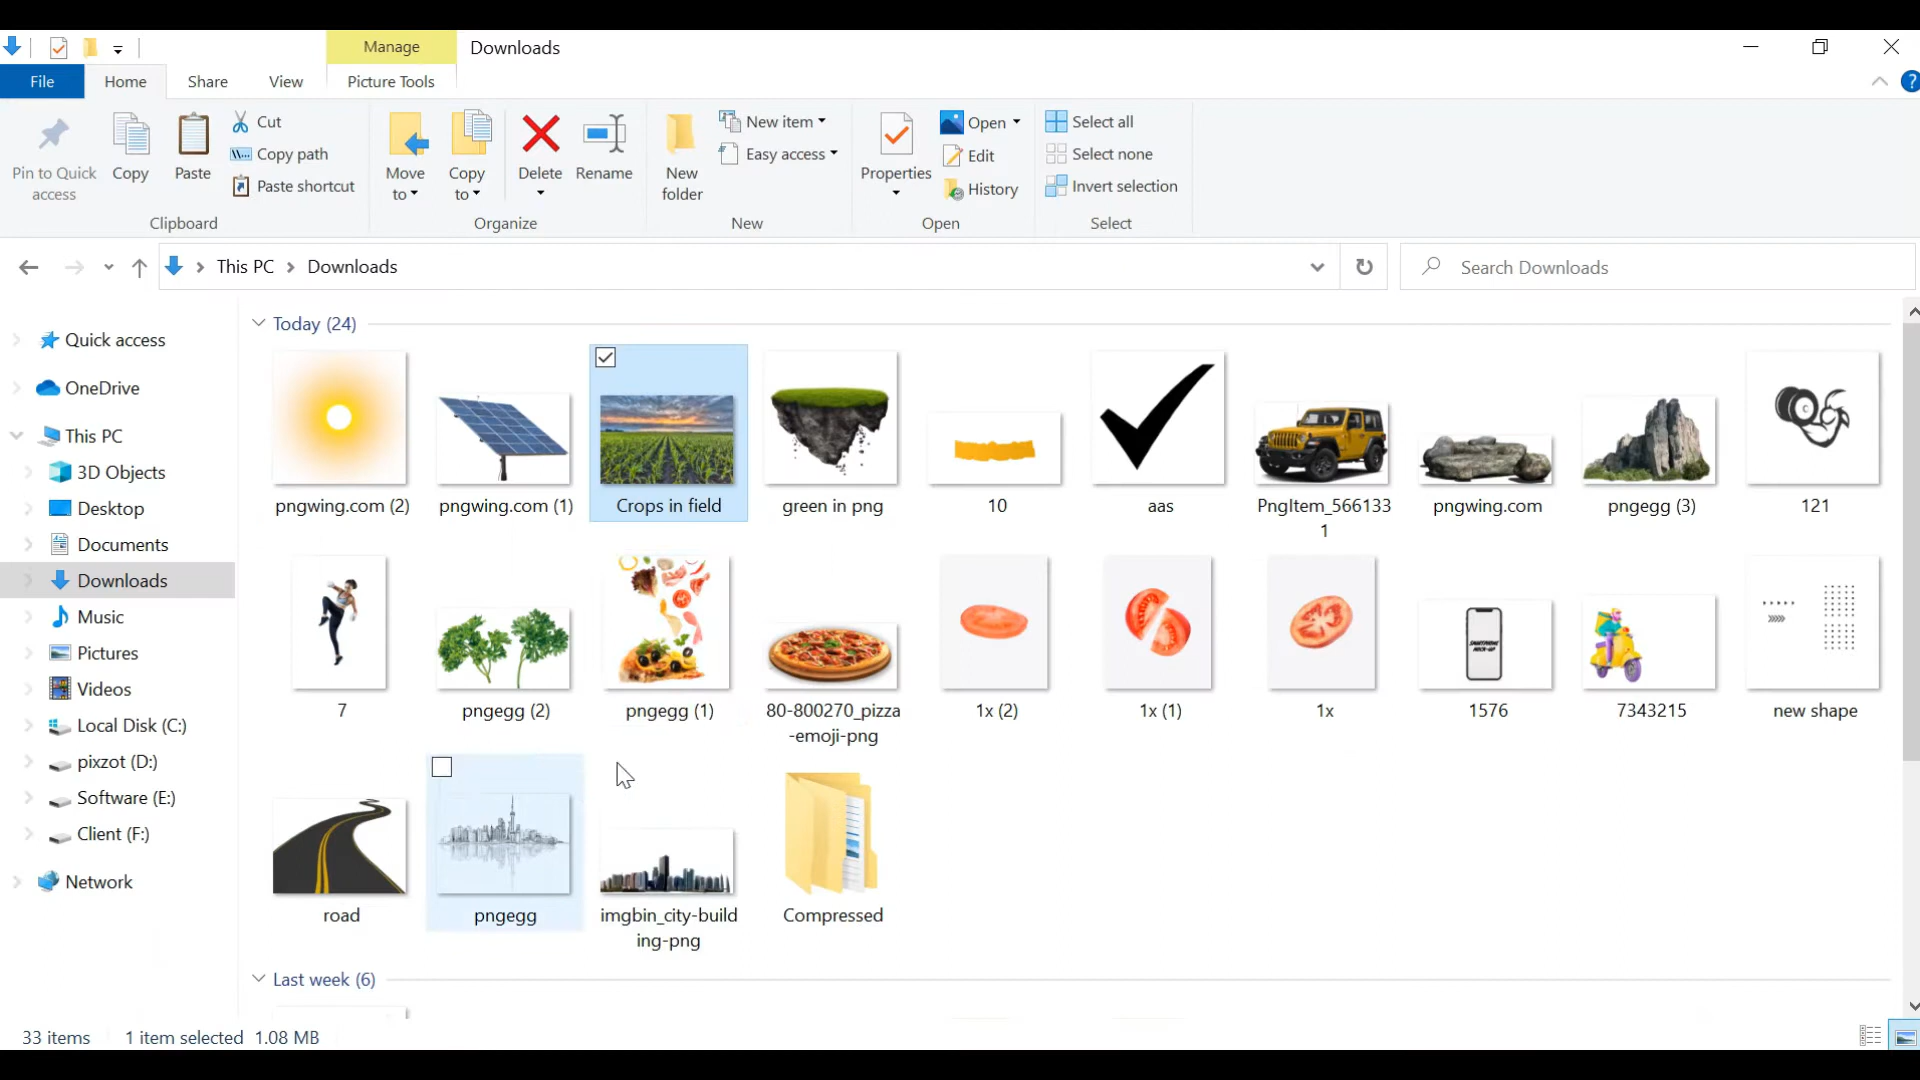 Manage
Downloads
File
Home
Share
View
Picture Tools
Pin to Quick
access
Copy
Paste
Cut
Copy path
Paste shortcut
Clipboard
Move
to
Copy
to
Delete
Rename
Organize
New
folder
New item
Easy access
New
Properties
Open
Edit
History
Open
Select all
Select none
Invert selection
Select
This PC
Downloads
Search Downloads
Quick access
OneDrive
This PC
3D Objects
Desktop
Documents
Downloads
Music
Pictures
Videos
Local Disk (C:)
pixzot (D:)
Software (E:)
Client (F:)
Network
Today (24)
pngwing.com (2)
pngwing.com (1)
Crops in field
green in png
10
aas
PngItem_566133
1
pngwing.com
pngegg (3)
121
7
pngegg (2)
pngegg (1)
80-800270_pizza
-emoji-png
1x (2)
1x (1)
1x
SMARTPHONE
MOCK-UP
1576
7343215
new shape
road
pngegg
imgbin_city-build
ing-png
Compressed
Last week (6)
33 items
1 item selected
1.08 MB